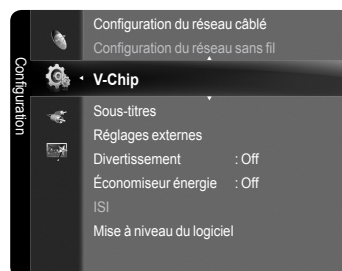 Configuration
Configuration du réseau câblé
Configuration du réseau sans fil
V-Chip
Sous-titres
Réglages externes
Divertissement : Off
Économiseur énergie : Off
ISI
Mise à niveau du logiciel